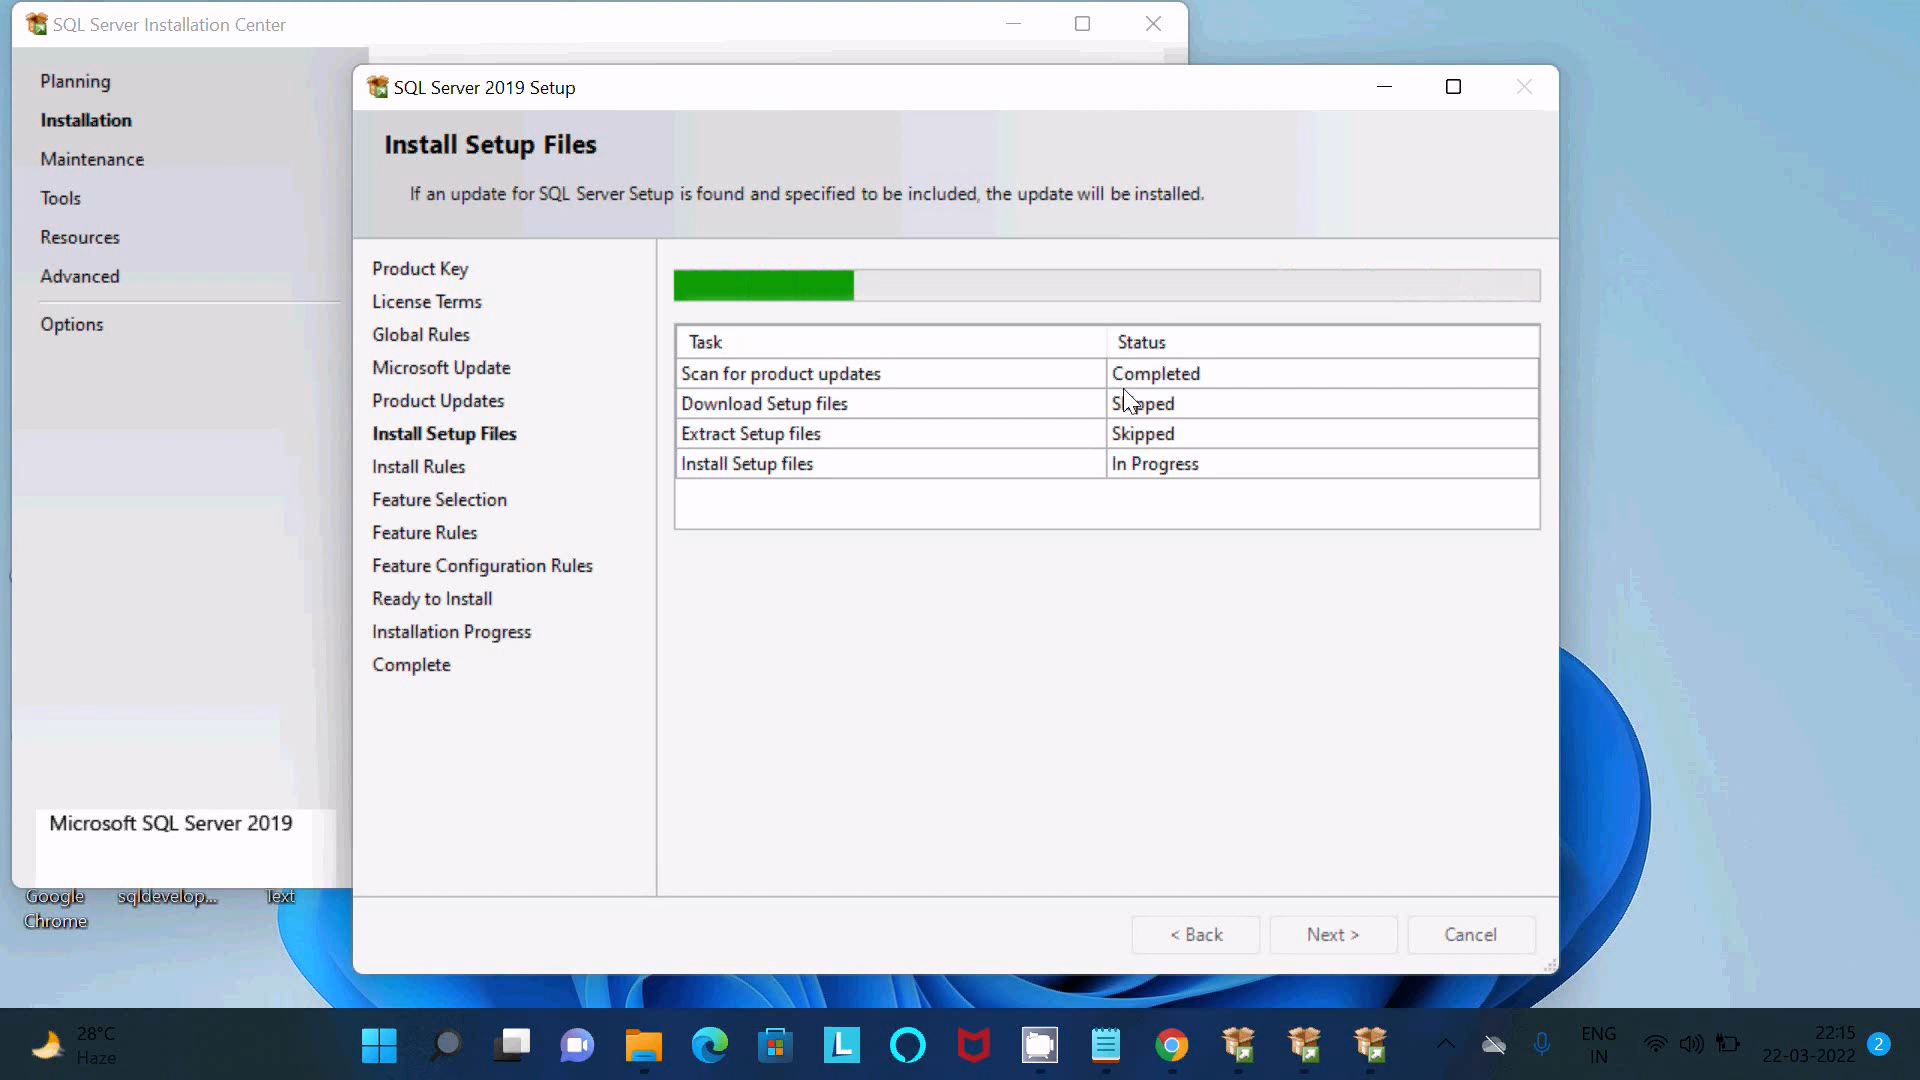 SQL Server Installation Center
Planning
Installation
Maintenance
Tools
Resources
Advanced
Options
Microsoft SQL Server 2019
SQL Server 2019 Setup
Install Setup Files
If an update for SQL Server Setup is found and specified to be included, the update will be installed.
Product Key
License Terms
Global Rules
Microsoft Update
Product Updates
Install Setup Files
Install Rules
Feature Selection
Feature Rules
Feature Configuration Rules
Ready to Install
Installation Progress
Complete
Task Status
Scan for product updates Completed
Download Setup files Skipped
Extract Setup files Skipped
Install Setup files In Progress
< Back Next > Cancel
Google Chrome
sqldevelop...
Text
28°C
Haze
L
ENG
IN
22:15
22-03-2022
2